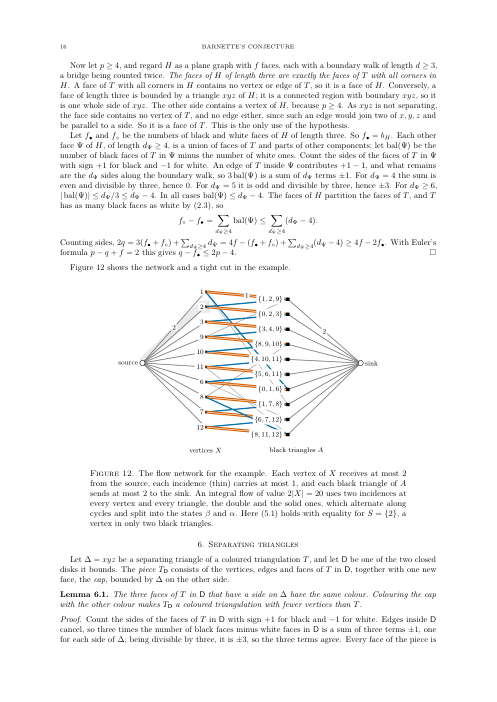 16
BARNETTE'S CONJECTURE
Now let p ≥ 4, and regard H as a plane graph with f faces, each with a boundary walk of length d ≥ 3,
a bridge being counted twice. The faces of H of length three are exactly the faces of T with all corners in
H. A face of T with all corners in H contains no vertex or edge of T, so it is a face of H. Conversely, a
face of length three is bounded by a triangle xyz of H; it is a connected region with boundary xyz, so it
is one whole side of xyz. The other side contains a vertex of H, because p ≥ 4. As xyz is not separating,
the face side contains no vertex of T, and no edge either, since such an edge would join two of x, y, z and
be parallel to a side. So it is a face of T. This is the only use of the hypothesis.
Let f• and f◦ be the numbers of black and white faces of H of length three. So f• = b_H. Each other
face Ψ of H, of length d_Ψ ≥ 4, is a union of faces of T and parts of other components; let bal(Ψ) be the
number of black faces of T in Ψ minus the number of white ones. Count the sides of the faces of T in Ψ
with sign +1 for black and −1 for white. An edge of T inside Ψ contributes +1 − 1, and what remains
are the d_Ψ sides along the boundary walk, so 3 bal(Ψ) is a sum of d_Ψ terms ±1. For d_Ψ = 4 the sum is
even and divisible by three, hence 0. For d_Ψ = 5 it is odd and divisible by three, hence ±3. For d_Ψ ≥ 6,
| bal(Ψ)| ≤ d_Ψ/3 ≤ d_Ψ − 4. In all cases bal(Ψ) ≤ d_Ψ − 4. The faces of H partition the faces of T, and T
has as many black faces as white by (2.3), so
f◦ − f• = ∑_{d_Ψ≥4} bal(Ψ) ≤ ∑_{d_Ψ≥4} (d_Ψ − 4).
Counting sides, 2q = 3(f• + f◦) + ∑_{d_Ψ≥4} d_Ψ = 4f − (f• + f◦) + ∑_{d_Ψ≥4}(d_Ψ − 4) ≥ 4f − 2f•. With Euler's
formula p − q + f = 2 this gives q − f• ≤ 2p − 4. □
Figure 12 shows the network and a tight cut in the example.
1
1
{1, 2, 9}
2
{0, 2, 3}
2
3
2
{3, 4, 9}
9
{8, 9, 10}
10
{4, 10, 11}
source
sink
11
{5, 6, 11}
6
{0, 1, 6}
8
{1, 7, 8}
7
{6, 7, 12}
12
{8, 11, 12}
vertices X
black triangles A
Figure 12. The flow network for the example. Each vertex of X receives at most 2
from the source, each incidence (thin) carries at most 1, and each black triangle of A
sends at most 2 to the sink. An integral flow of value 2|X| = 20 uses two incidences at
every vertex and every triangle, the double and the solid ones, which alternate along
cycles and split into the states β and α. Here (5.1) holds with equality for S = {2}, a
vertex in only two black triangles.
6. Separating triangles
Let Δ = xyz be a separating triangle of a coloured triangulation T, and let D be one of the two closed
disks it bounds. The piece T_D consists of the vertices, edges and faces of T in D, together with one new
face, the cap, bounded by Δ on the other side.
Lemma 6.1. The three faces of T in D that have a side on Δ have the same colour. Colouring the cap
with the other colour makes T_D a coloured triangulation with fewer vertices than T.
Proof. Count the sides of the faces of T in D with sign +1 for black and −1 for white. Edges inside D
cancel, so three times the number of black faces minus white faces in D is a sum of three terms ±1, one
for each side of Δ; being divisible by three, it is ±3, so the three terms agree. Every face of the piece is